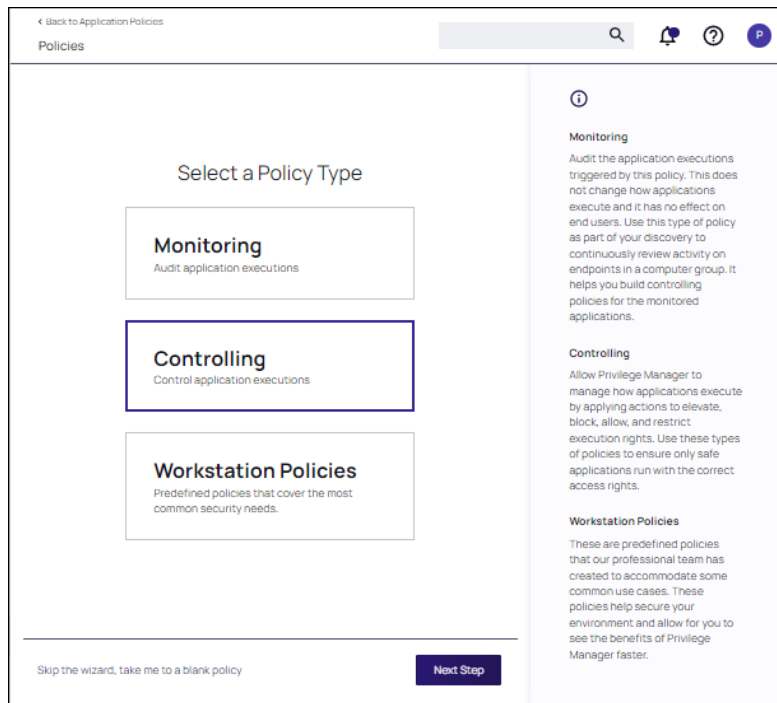 Back to Application Policies
Policies
P
Select a Policy Type
Monitoring
Audit application executions
Controlling
Control application executions
Workstation Policies
Predefined policies that cover the most
common security needs.
Skip the wizard, take me to a blank policy
Next Step
Monitoring
Audit the application executions
triggered by this policy. This does
not change how applications
execute and it has no effect on
end users. Use this type of policy
as part of your discovery to
continuously review activity on
endpoints in a computer group. It
helps you build controlling
policies for the monitored
applications.
Controlling
Allow Privilege Manager to
manage how applications execute
by applying actions to elevate,
block, allow, and restrict
execution rights. Use these types
of policies to ensure only safe
applications run with the correct
access rights.
Workstation Policies
These are predefined policies
that our professional team has
created to accommodate some
common use cases. These
policies help secure your
environment and allow for you to
see the benefits of Privilege
Manager faster.